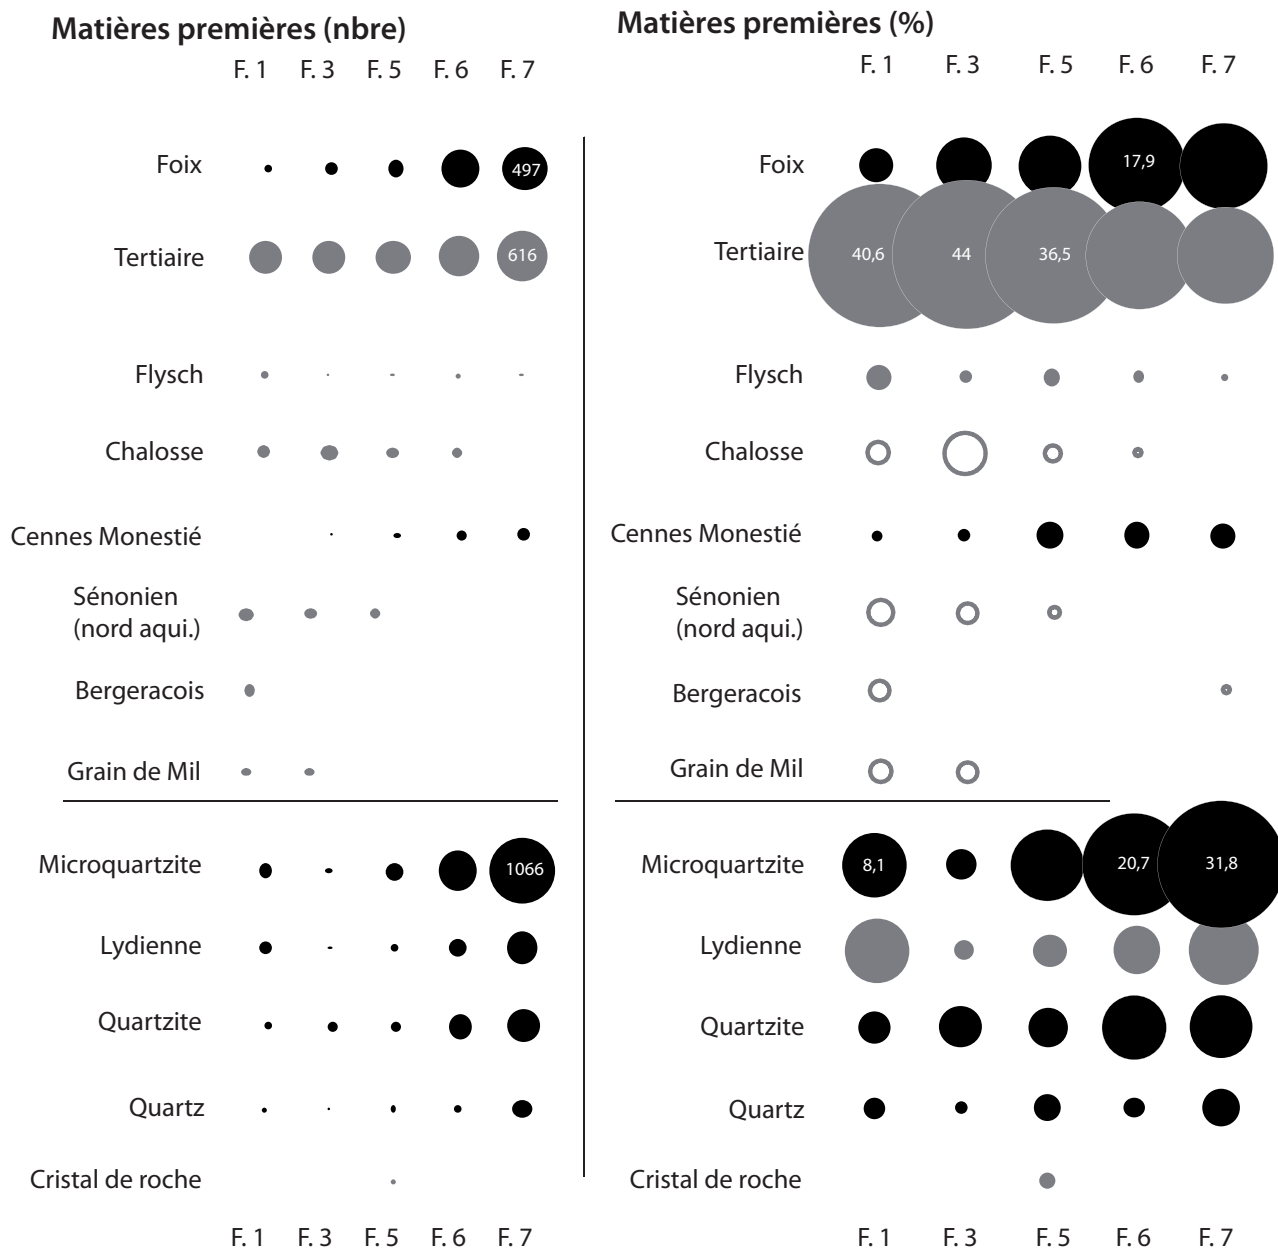 Matières premières (nbre)
F. 1 F. 3 F. 5 F. 6 F. 7
Foix 497
Tertiaire 616
Flysch
Chalosse
Cennes Monestié
Sénonien
(nord aqui.)
Bergeracois
Grain de Mil
Microquartzite 1066
Lydienne
Quartzite
Quartz
Cristal de roche
F. 1 F. 3 F. 5 F. 6 F. 7
Matières premières (%)
F. 1 F. 3 F. 5 F. 6 F. 7
Foix 17,9
Tertiaire 40,6 44 36,5
Flysch
Chalosse
Cennes Monestié
Sénonien
(nord aqui.)
Bergeracois
Grain de Mil
Microquartzite 8,1 20,7 31,8
Lydienne
Quartzite
Quartz
Cristal de roche
F. 1 F. 3 F. 5 F. 6 F. 7